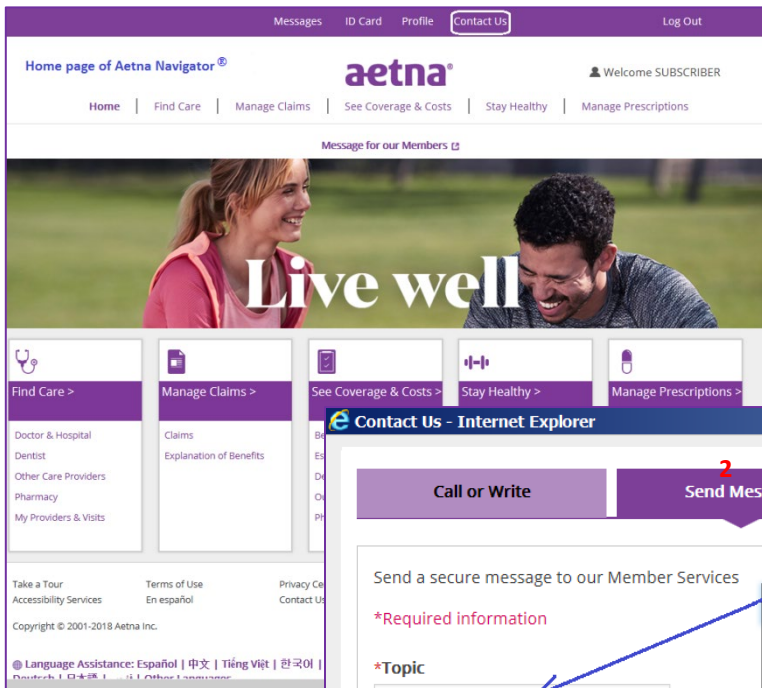 Messages ID Card Profile Contact Us Log Out
Home page of Aetna Navigator®
aetna®
Welcome SUBSCRIBER
Home | Find Care | Manage Claims | See Coverage & Costs | Stay Healthy | Manage Prescriptions
Message for our Members
Live well
Find Care >
Doctor & Hospital
Dentist
Other Care Providers
Pharmacy
My Providers & Visits
Manage Claims >
Claims
Explanation of Benefits
See Coverage & Costs >
Stay Healthy >
Manage Prescriptions >
Take a Tour Terms of Use Privacy
Accessibility Services En español Contact Us
Copyright © 2001-2018 Aetna Inc.
Language Assistance: Español | 中文 | Tiếng Việt | 한국어 |
Deutsch | 日本語 | Other Languages
Contact Us - Internet Explorer
2
Call or Write Send
Send a secure message to our Member Services
*Required information
*Topic